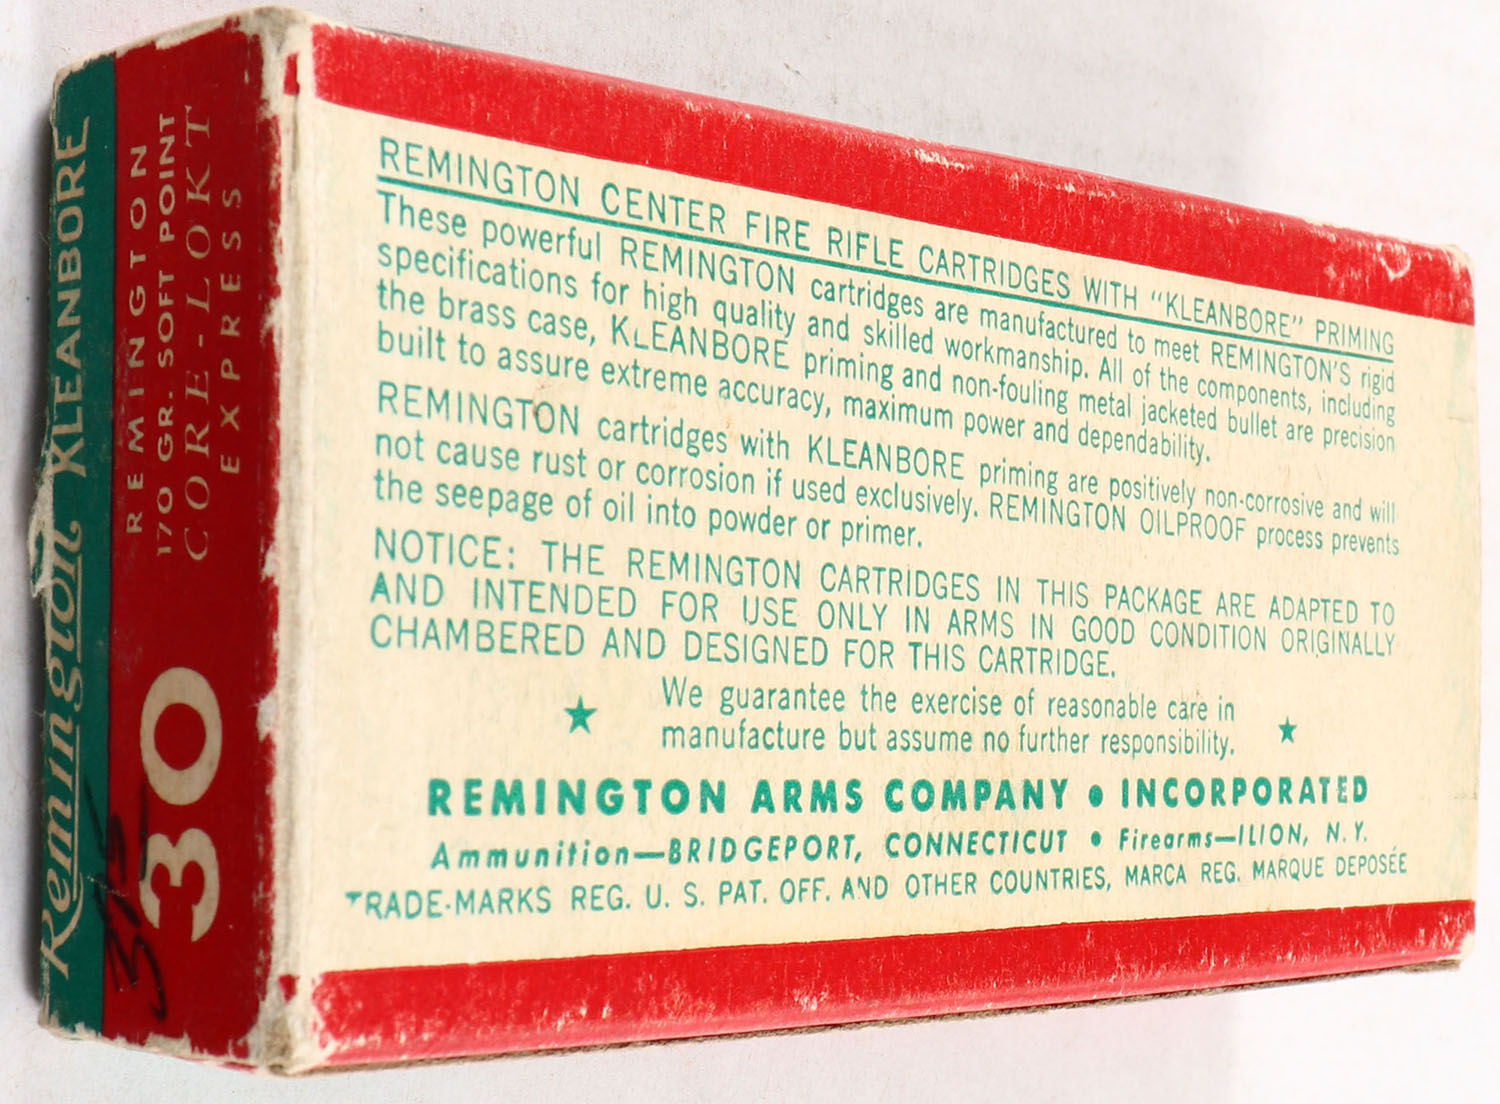 Remington KLEANBORE
REMINGTON
170 GR. SOFT POINT
CORE-LOKT
EXPRESS
30
REMINGTON CENTER FIRE RIFLE CARTRIDGES WITH "KLEANBORE" PRIMING
These powerful REMINGTON cartridges are manufactured to meet REMINGTON'S rigid
specifications for high quality and skilled workmanship. All of the components, including
the brass case, KLEANBORE priming and non-fouling metal jacketed bullet are precision
built to assure extreme accuracy, maximum power and dependability.
REMINGTON cartridges with KLEANBORE priming are positively non-corrosive and will
not cause rust or corrosion if used exclusively. REMINGTON OILPROOF process prevents
the seepage of oil into powder or primer.
NOTICE: THE REMINGTON CARTRIDGES IN THIS PACKAGE ARE ADAPTED TO
AND INTENDED FOR USE ONLY IN ARMS IN GOOD CONDITION ORIGINALLY
CHAMBERED AND DESIGNED FOR THIS CARTRIDGE.
★ We guarantee the exercise of reasonable care in ★
manufacture but assume no further responsibility.
REMINGTON ARMS COMPANY • INCORPORATED
Ammunition—BRIDGEPORT, CONNECTICUT • Firearms—ILION, N. Y.
TRADE-MARKS REG. U. S. PAT. OFF. AND OTHER COUNTRIES, MARCA REG. MARQUE DEPOSÉE